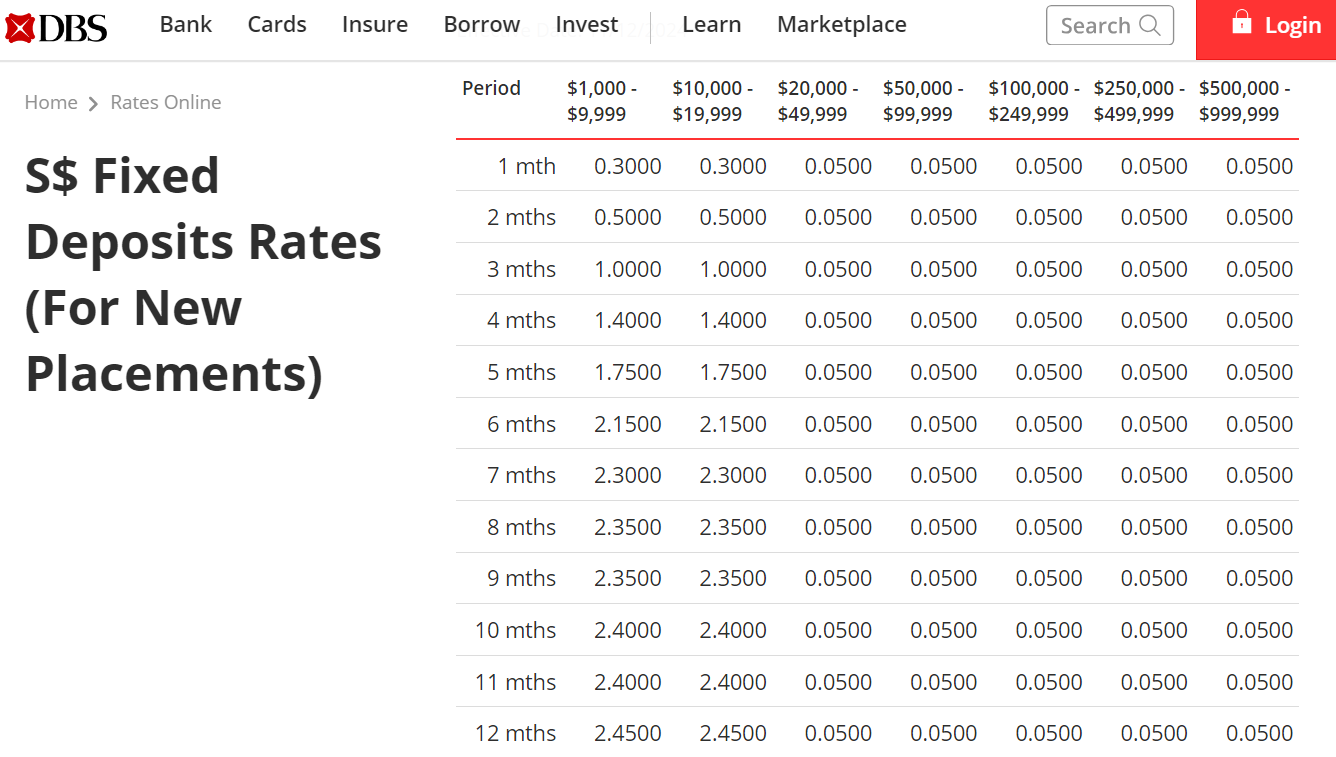 DBS Bank Cards Insure Borrow Invest Learn Marketplace Search Login
Home Rates Online
S$ Fixed
Deposits Rates
(For New
Placements)
Period $1,000 - $10,000 - $20,000 - $50,000 - $100,000 - $250,000 - $500,000 -
$9,999 $19,999 $49,999 $99,999 $249,999 $499,999 $999,999
1 mth 0.3000 0.3000 0.0500 0.0500 0.0500 0.0500 0.0500
2 mths 0.5000 0.5000 0.0500 0.0500 0.0500 0.0500 0.0500
3 mths 1.0000 1.0000 0.0500 0.0500 0.0500 0.0500 0.0500
4 mths 1.4000 1.4000 0.0500 0.0500 0.0500 0.0500 0.0500
5 mths 1.7500 1.7500 0.0500 0.0500 0.0500 0.0500 0.0500
6 mths 2.1500 2.1500 0.0500 0.0500 0.0500 0.0500 0.0500
7 mths 2.3000 2.3000 0.0500 0.0500 0.0500 0.0500 0.0500
8 mths 2.3500 2.3500 0.0500 0.0500 0.0500 0.0500 0.0500
9 mths 2.3500 2.3500 0.0500 0.0500 0.0500 0.0500 0.0500
10 mths 2.4000 2.4000 0.0500 0.0500 0.0500 0.0500 0.0500
11 mths 2.4000 2.4000 0.0500 0.0500 0.0500 0.0500 0.0500
12 mths 2.4500 2.4500 0.0500 0.0500 0.0500 0.0500 0.0500